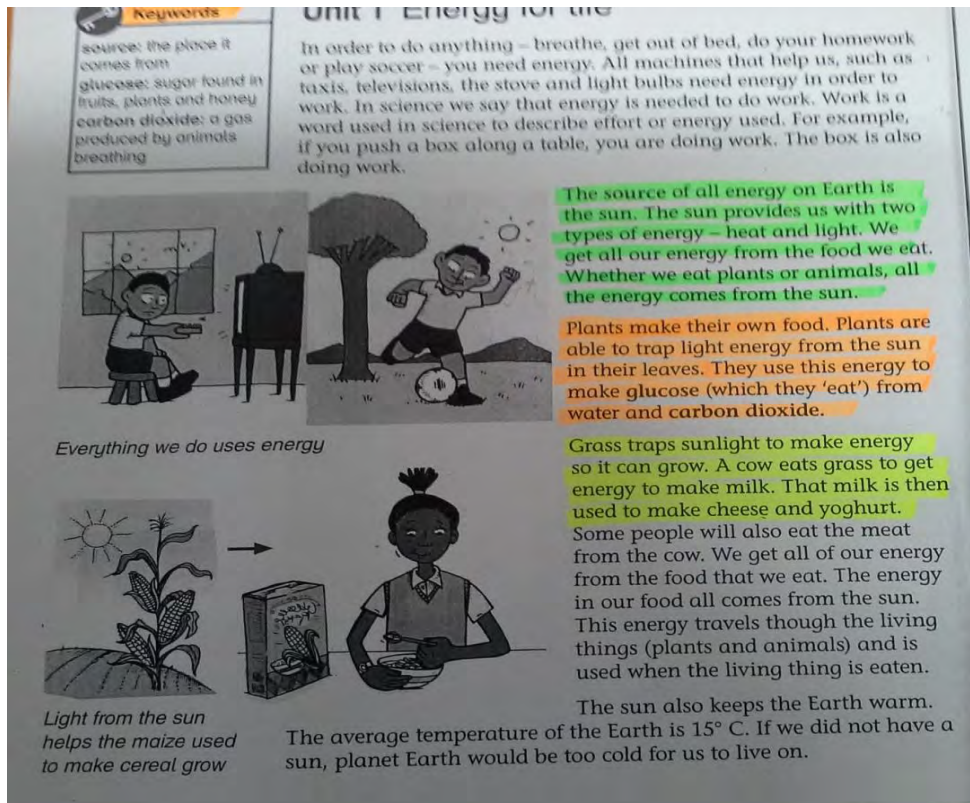 Keywords
source: the place it
comes from
glucose: sugar found in
fruits, plants and honey
carbon dioxide: a gas
produced by animals
breathing
Unit 1 Energy for life
In order to do anything – breathe, get out of bed, do your homework
or play soccer – you need energy. All machines that help us, such as
taxis, televisions, the stove and light bulbs need energy in order to
work. In science we say that energy is needed to do work. Work is a
word used in science to describe effort or energy used. For example,
if you push a box along a table, you are doing work. The box is also
doing work.
The source of all energy on Earth is
the sun. The sun provides us with two
types of energy – heat and light. We
get all our energy from the food we eat.
Whether we eat plants or animals, all
the energy comes from the sun.
Plants make their own food. Plants are
able to trap light energy from the sun
in their leaves. They use this energy to
make glucose (which they ‘eat’) from
water and carbon dioxide.
Everything we do uses energy
Grass traps sunlight to make energy
so it can grow. A cow eats grass to get
energy to make milk. That milk is then
used to make cheese and yoghurt.
Some people will also eat the meat
from the cow. We get all of our energy
from the food that we eat. The energy
in our food all comes from the sun.
This energy travels though the living
things (plants and animals) and is
used when the living thing is eaten.
Light from the sun
helps the maize used
to make cereal grow
The sun also keeps the Earth warm.
The average temperature of the Earth is 15° C. If we did not have a
sun, planet Earth would be too cold for us to live on.